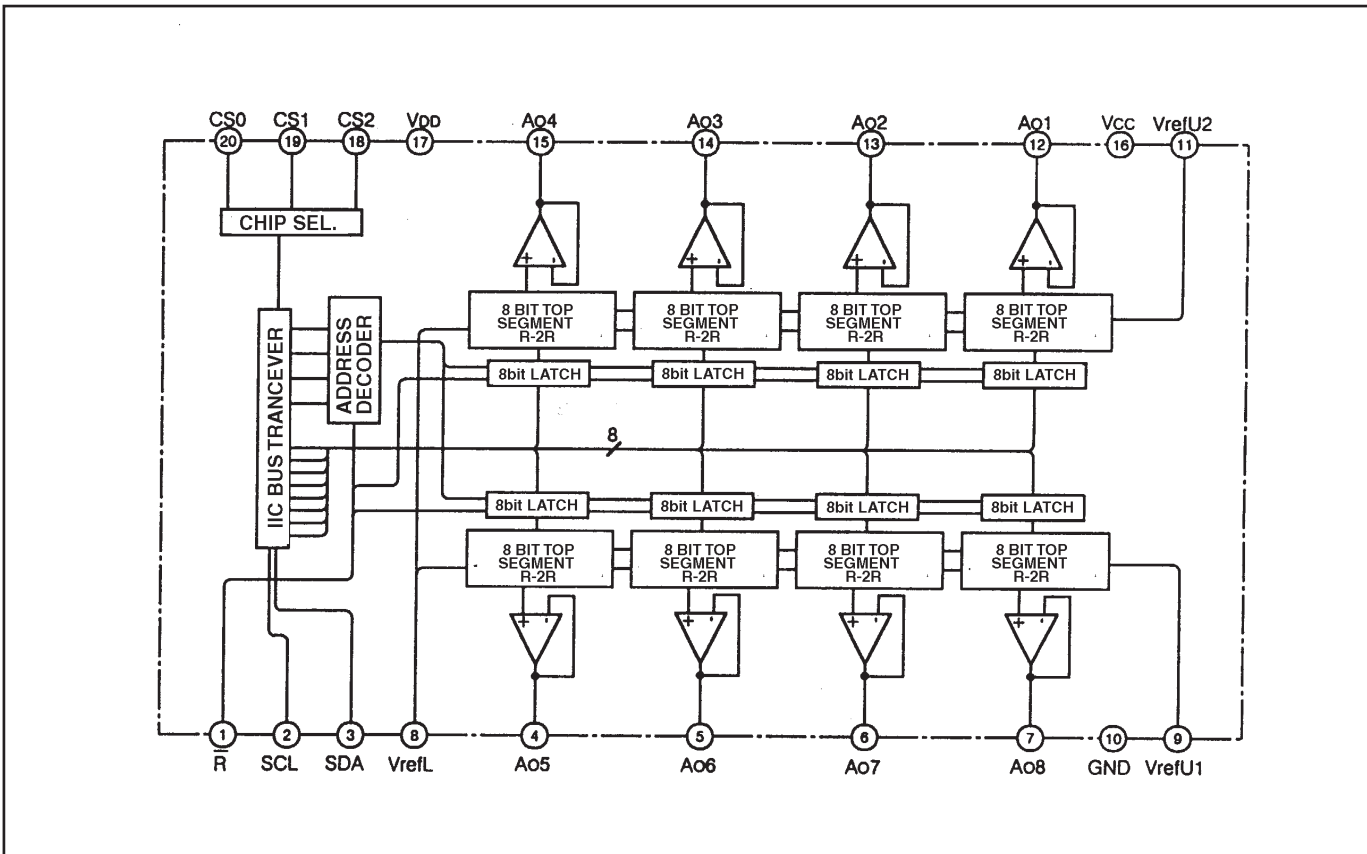 CS0 CS1 CS2 VDD AO4 AO3 AO2 AO1 VCC VrefU2
20 19 18 17 15 14 13 12 16 11
CHIP SEL.
+ - + - + - + -
IIC BUS TRANCEVER
ADDRESS
DECODER
8 BIT TOP
SEGMENT
R-2R
8 BIT TOP
SEGMENT
R-2R
8 BIT TOP
SEGMENT
R-2R
8 BIT TOP
SEGMENT
R-2R
8bit LATCH 8bit LATCH 8bit LATCH 8bit LATCH
8
8bit LATCH 8bit LATCH 8bit LATCH 8bit LATCH
8 BIT TOP
SEGMENT
R-2R
8 BIT TOP
SEGMENT
R-2R
8 BIT TOP
SEGMENT
R-2R
8 BIT TOP
SEGMENT
R-2R
+ - + - + - + -
1 2 3 8 4 5 6 7 10 9
R̅ SCL SDA VrefL AO5 AO6 AO7 AO8 GND VrefU1